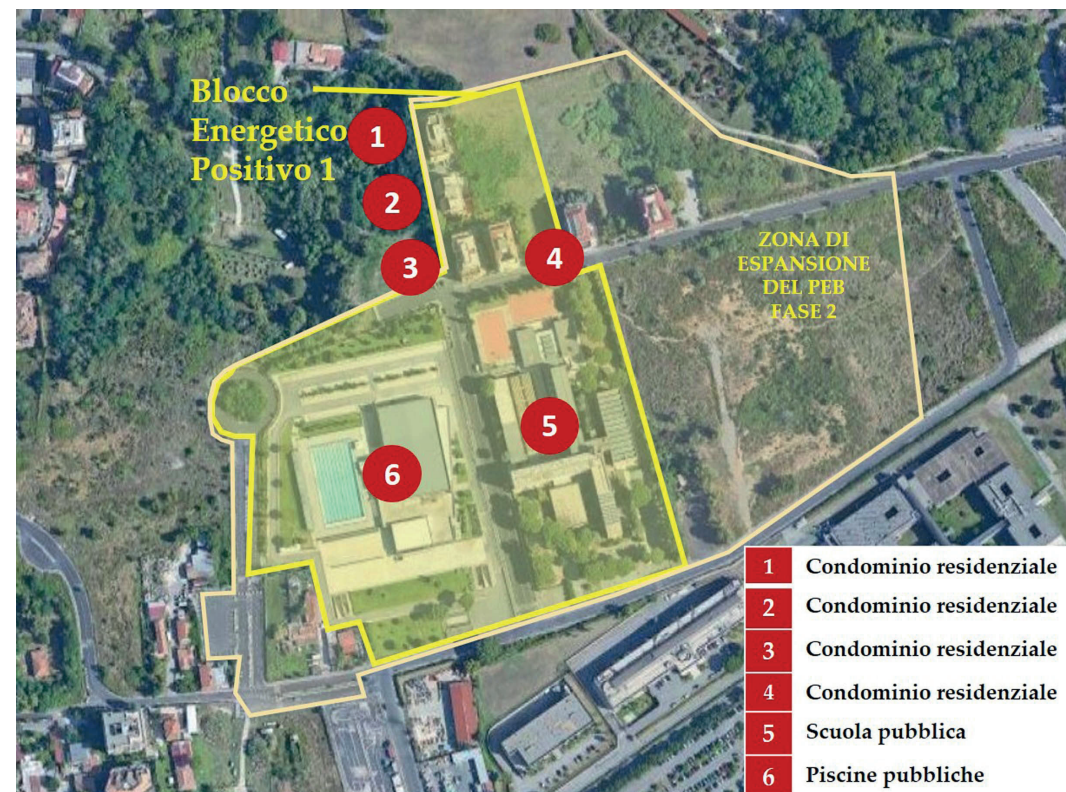 Blocco
Energetico
Positivo 1
1
2
3
4
5
6
ZONA DI
ESPANSIONE
DEL PEB
FASE 2
1 Condominio residenziale
2 Condominio residenziale
3 Condominio residenziale
4 Condominio residenziale
5 Scuola pubblica
6 Piscine pubbliche